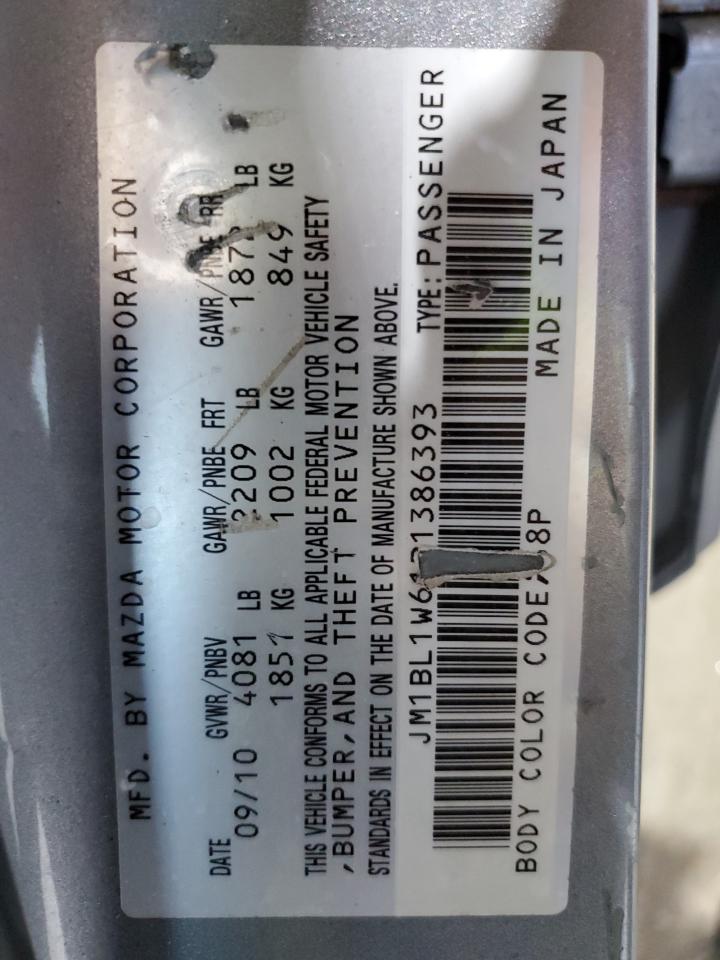 MFD. BY MAZDA MOTOR CORPORATION
DATE GVWR/PNBV GAWR/PNBE FRT GAWR/PNBE RR
09/10 4081 LB 2209 LB LB
1851 KG 1002 KG 849 KG
THIS VEHICLE CONFORMS TO ALL APPLICABLE FEDERAL MOTOR VEHICLE SAFETY
,BUMPER,AND THEFT PREVENTION
STANDARDS IN EFFECT ON THE DATE OF MANUFACTURE SHOWN ABOVE.
JM1BL1W61B1386393 TYPE:PASSENGER
BODY COLOR CODE: MADE IN JAPAN